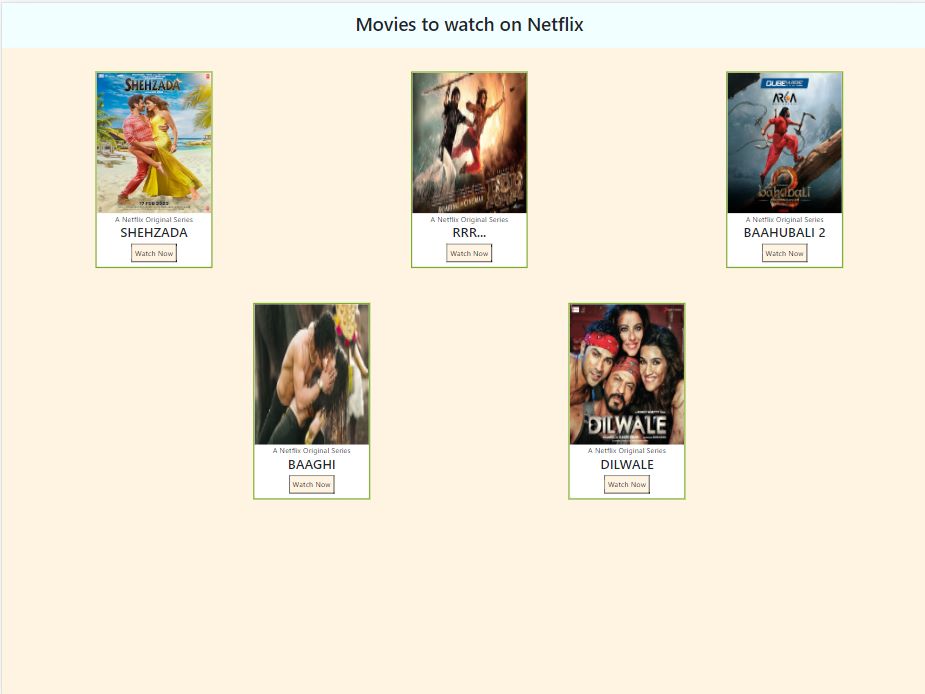 Movies to watch on Netflix
SHEHZADA
17 FEB 2023
A Netflix Original Series
SHEHZADA
Watch Now
RRR
A Netflix Original Series
RRR...
Watch Now
QUBE
ARKA
bahubali
2
A Netflix Original Series
BAAHUBALI 2
Watch Now
A Netflix Original Series
BAAGHI
Watch Now
DILWALE
A Netflix Original Series
DILWALE
Watch Now